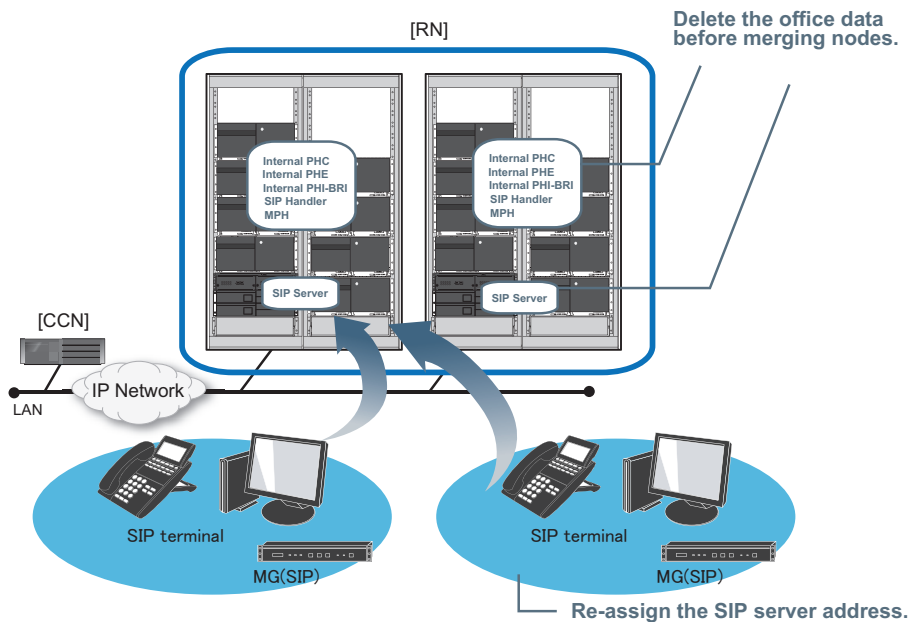 Delete the office data
before merging nodes.
[RN]
Internal PHC
Internal PHE
Internal PHI-BRI
SIP Handler
MPH
SIP Server
Internal PHC
Internal PHE
Internal PHI-BRI
SIP Handler
MPH
SIP Server
[CCN]
IP Network
LAN
SIP terminal
MG(SIP)
SIP terminal
MG(SIP)
Re-assign the SIP server address.